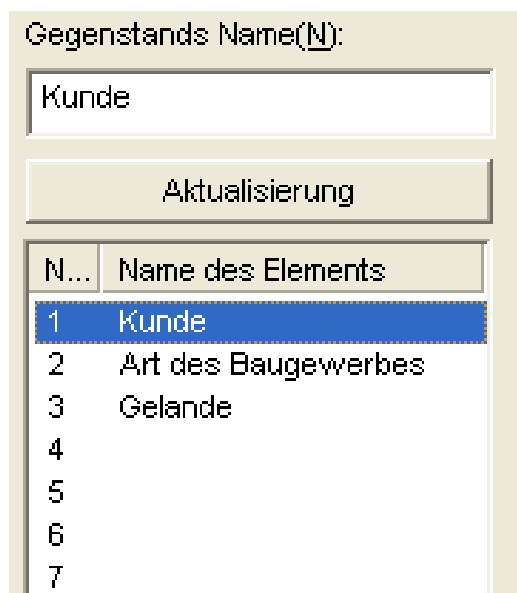 Gegenstands Name(N):
Kunde
Aktualisierung
N... Name des Elements
1 Kunde
2 Art des Baugewerbes
3 Gelande
4
5
6
7